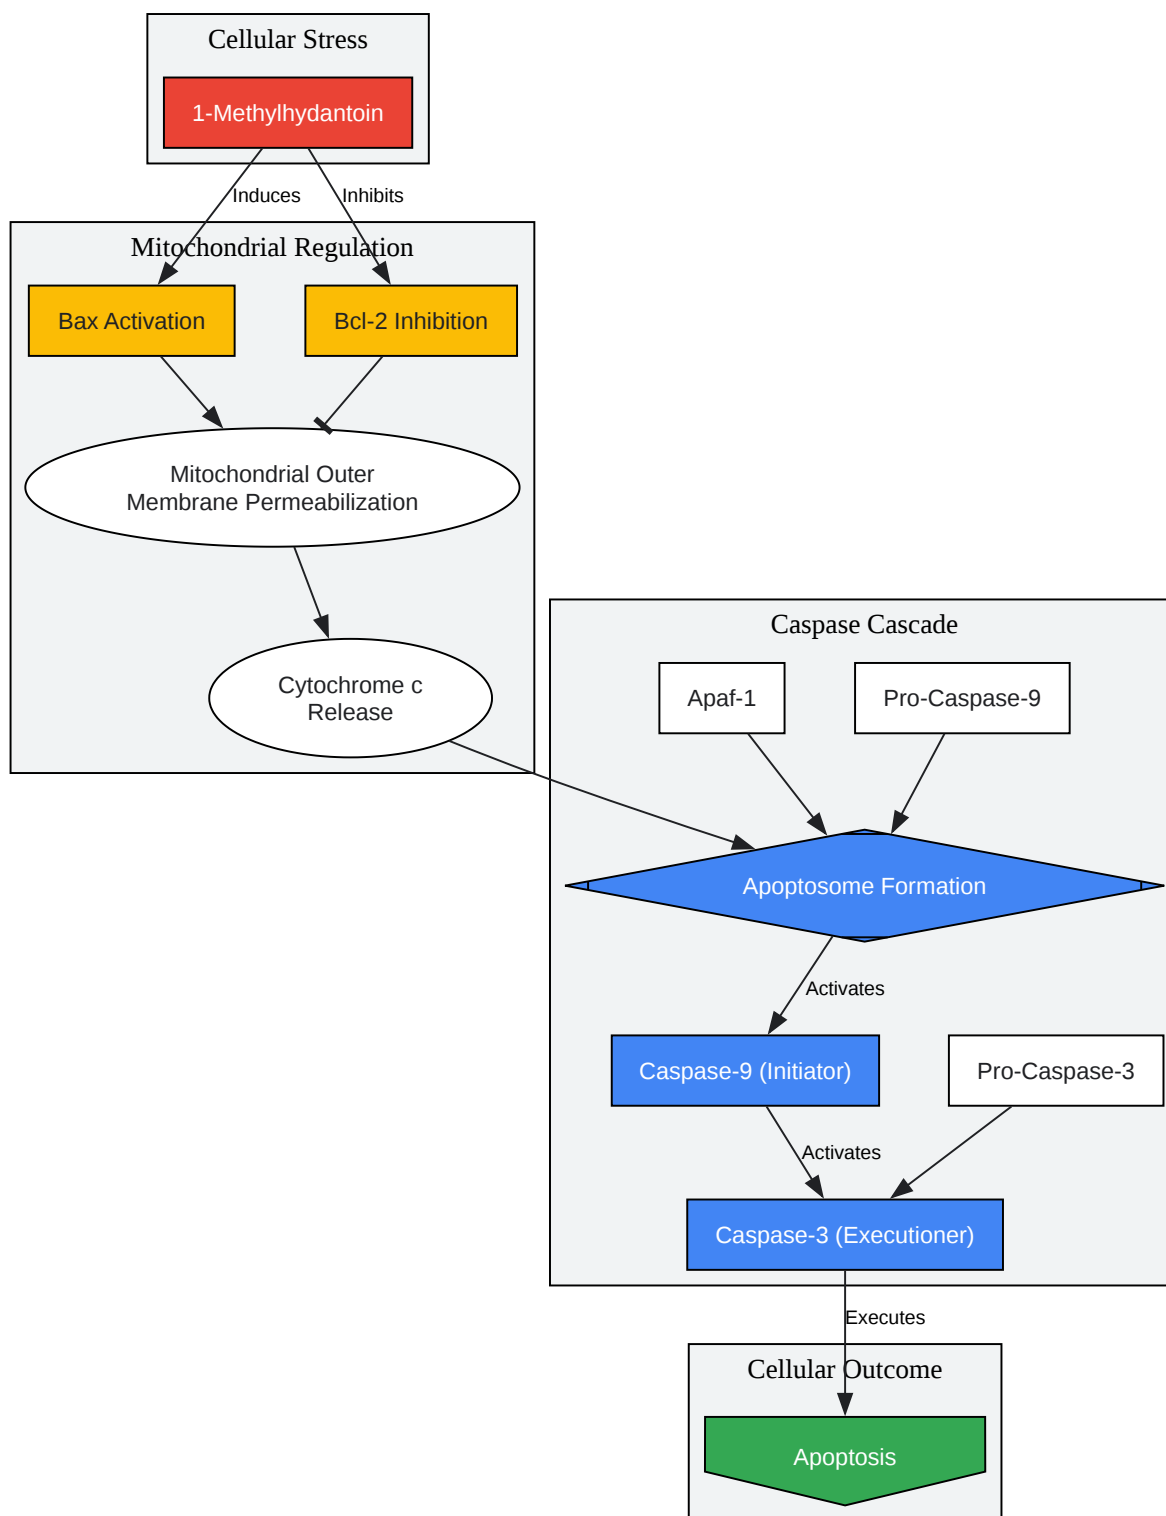 Cellular Stress
1-Methylhydantoin
Induces
Inhibits
Mitochondrial Regulation
Bax Activation
Bcl-2 Inhibition
Mitochondrial Outer
Membrane Permeabilization
Cytochrome c
Release
Caspase Cascade
Apaf-1
Pro-Caspase-9
Apoptosome Formation
Activates
Caspase-9 (Initiator)
Pro-Caspase-3
Activates
Caspase-3 (Executioner)
Executes
Cellular Outcome
Apoptosis